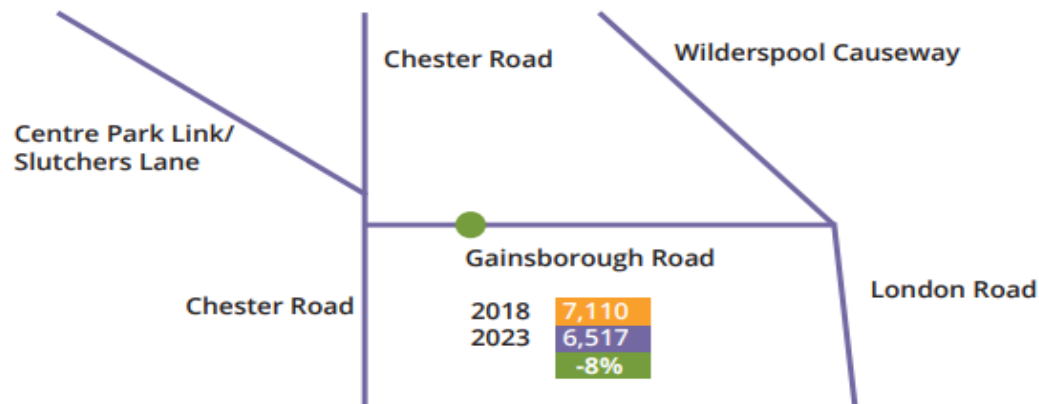 Chester Road
Wilderspool Causeway
Centre Park Link/
Slutchers Lane
Gainsborough Road
Chester Road
London Road
2018 7,110
2023 6,517
-8%